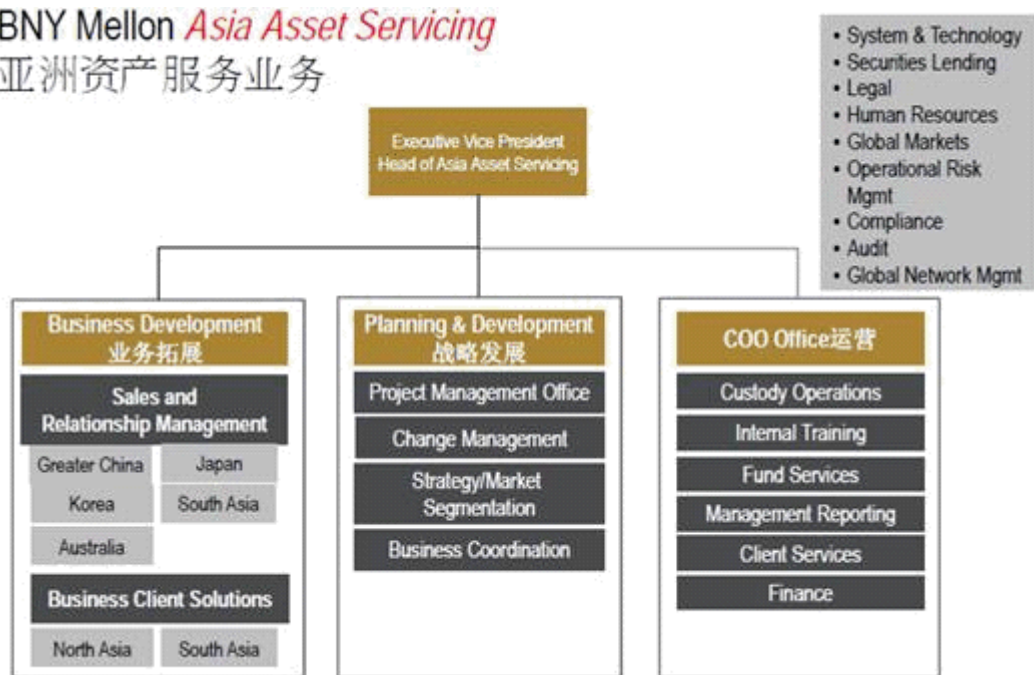 BNY Mellon Asia Asset Servicing
亚洲资产服务业务
• System & Technology
• Securities Lending
• Legal
• Human Resources
• Global Markets
• Operational Risk
Mgmt
• Compliance
• Audit
• Global Network Mgmt
Executive Vice President
Head of Asia Asset Servicing
Business Development
业务拓展
Sales and
Relationship Management
Greater China
Japan
Korea
South Asia
Australia
Business Client Solutions
North Asia
South Asia
Planning & Development
战略发展
Project Management Office
Change Management
Strategy/Market
Segmentation
Business Coordination
COO Office运营
Custody Operations
Internal Training
Fund Services
Management Reporting
Client Services
Finance